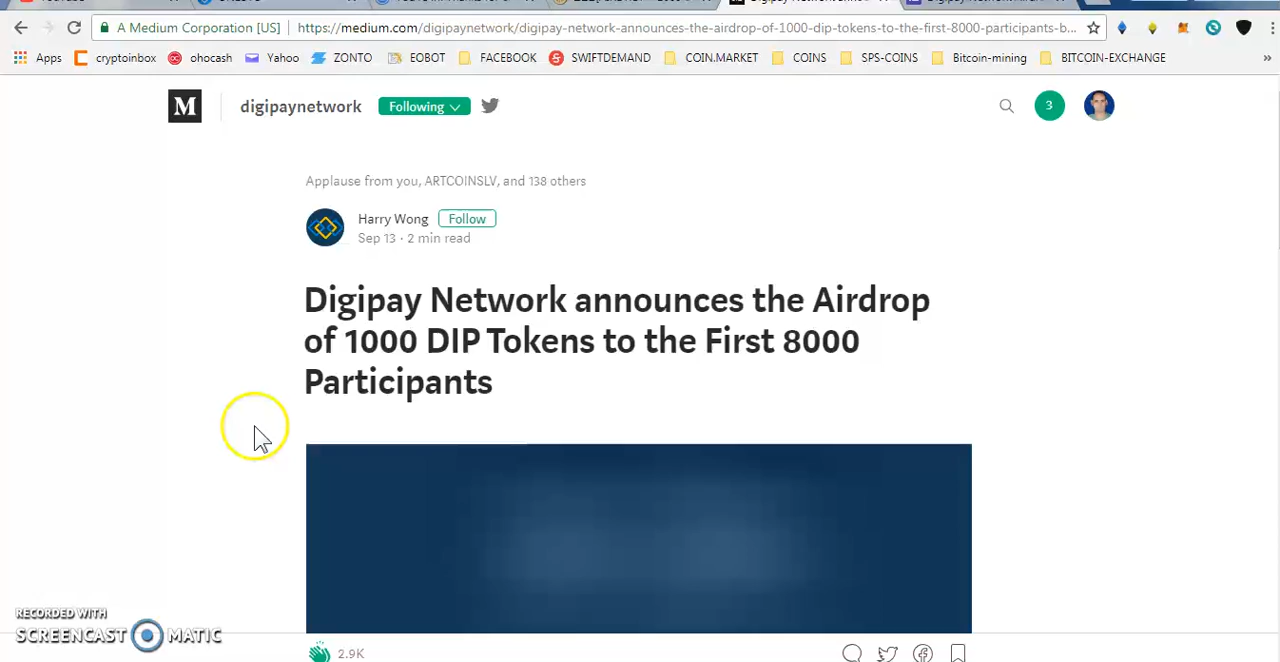 A Medium Corporation [US] https://medium.com/digipaynetwork/digipay-network-announces-the-airdrop-of-1000-dip-tokens-to-the-first-8000-participants-b...
Apps cryptoinbox ohocash Yahoo ZONTO EOBOT FACEBOOK SWIFTDEMAND COIN.MARKET COINS SPS-COINS Bitcoin-mining BITCOIN-EXCHANGE »
M digipaynetwork Following 3
Applause from you, ARTCOINSLV, and 138 others
Harry Wong Follow
Sep 13 · 2 min read
Digipay Network announces the Airdrop
of 1000 DIP Tokens to the First 8000
Participants
RECORDED WITH
SCREENCAST MATIC
2.9K